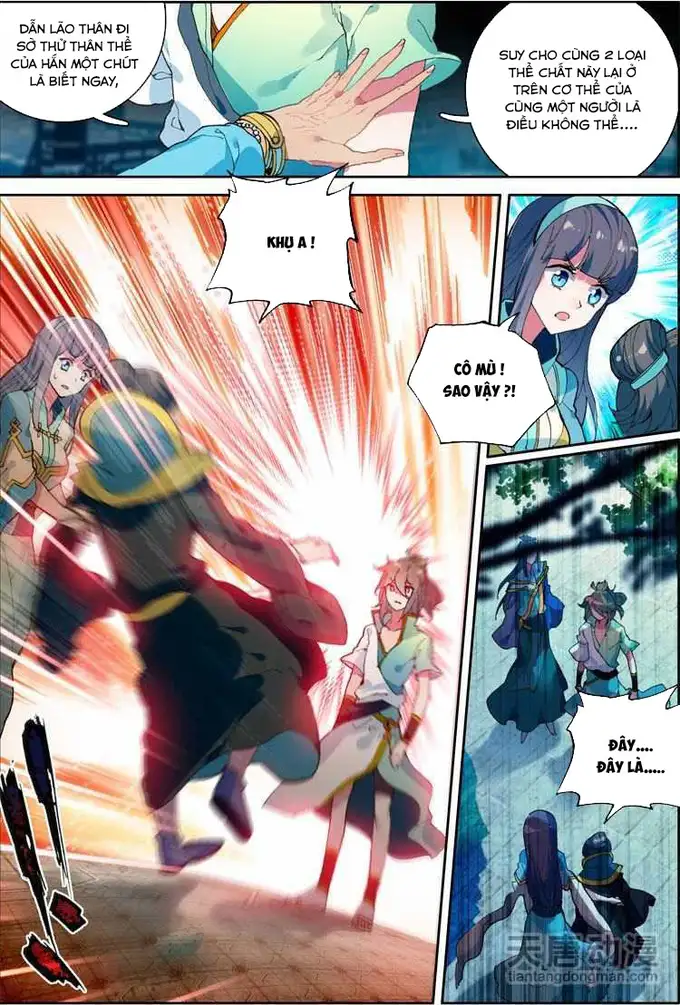 DẪN LÃO THÂN ĐI
SỜ THỬ THÂN THỂ
CỦA HẮN MỘT CHÚT
LÀ BIẾT NGAY,
SUY CHO CÙNG 2 LOẠI
THỂ CHẤT NÀY LẠI Ở
TRÊN CƠ THỂ CỦA
CÙNG MỘT NGƯỜI LÀ
ĐIỀU KHÔNG THỂ....
KHỤ A !
CÔ MÙ !
SAO VẬY ?!
ĐÂY....
ĐÂY LÀ.....
天唐动漫
tiantangdongman.com